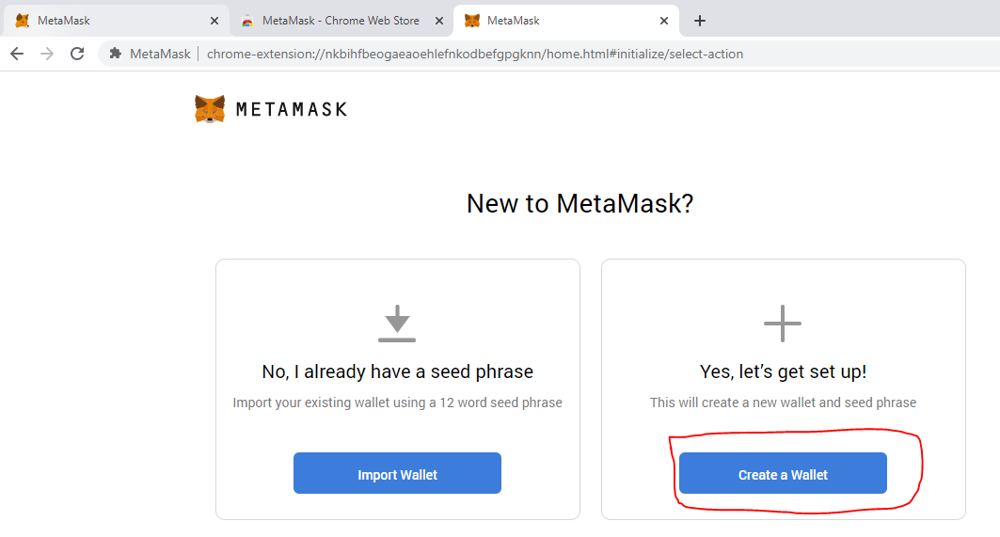 MetaMask
MetaMask - Chrome Web Store
MetaMask
MetaMask
chrome-extension://nkbihfbeogaeaoehlefnkodbefgpgknn/home.html#initialize/select-action
METAMASK
New to MetaMask?
No, I already have a seed phrase
Import your existing wallet using a 12 word seed phrase
Import Wallet
Yes, let's get set up!
This will create a new wallet and seed phrase
Create a Wallet